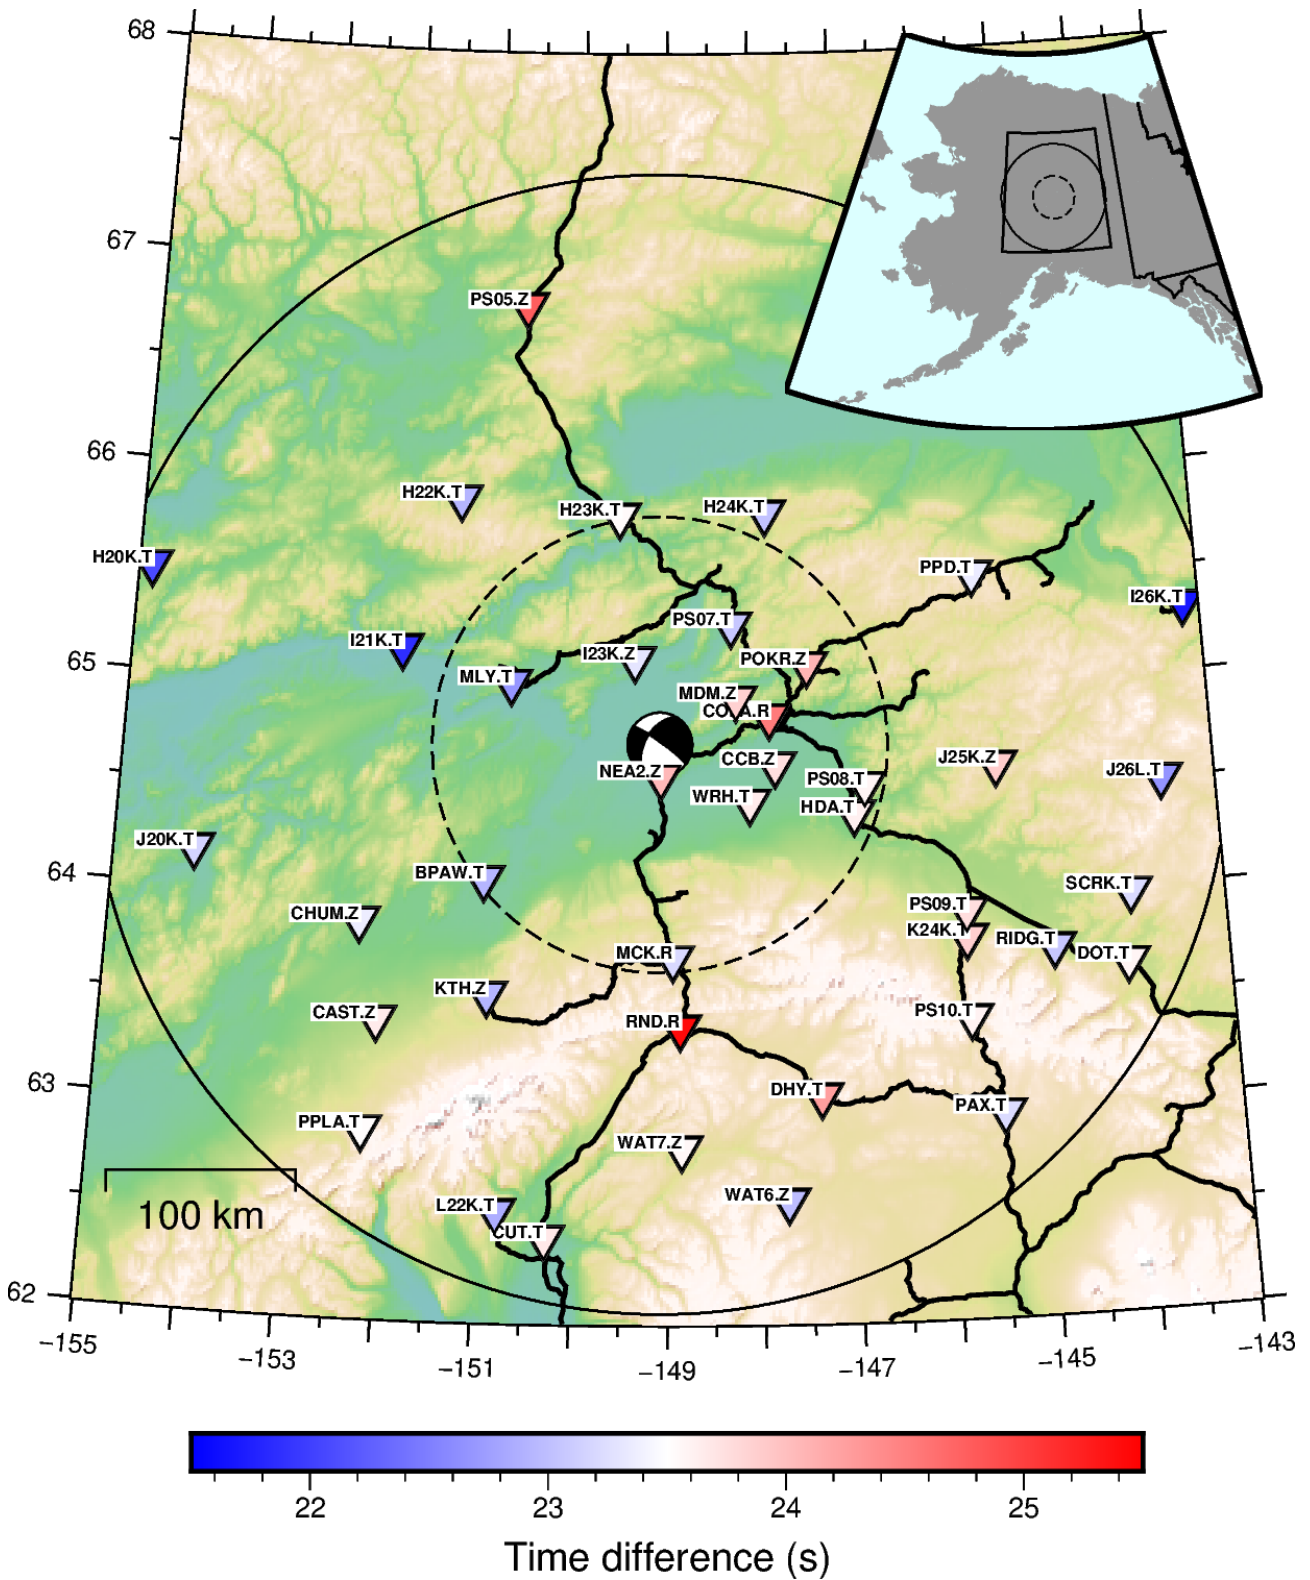 68
67
PS05.Z
66
H22K.T
H23K.T
H24K.T
H20K.T
PPD.T
I26K.T
PS07.T
I21K.T
I23K.Z
POKR.Z
65
MLY.T
MDM.Z
COLA.R
CCB.Z
J25K.Z
NEA2.Z
J26L.T
PS08.T
WRH.T
HDA.T
J20K.T
64
BPAW.T
SCRK.T
CHUM.Z
PS09.T
K24K.T
RIDG.T
DOT.T
MCK.R
KTH.Z
CAST.Z
RND.R
PS10.T
63
DHY.T
PAX.T
PPLA.T
WAT7.Z
WAT6.Z
L22K.T
100 km
CUT.T
62
−155
−153
−151
−149
−147
−145
−143
22
23
24
25
Time difference (s)